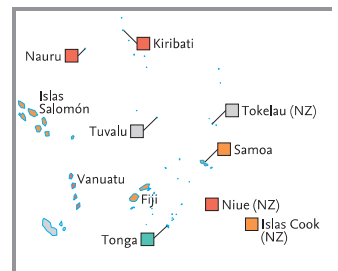 Kiribati
Nauru
Islas
Salomón
Tokelau (NZ)
Tuvalu
Samoa
Vanuatu
Fiji
Niue (NZ)
Islas Cook
(NZ)
Tonga